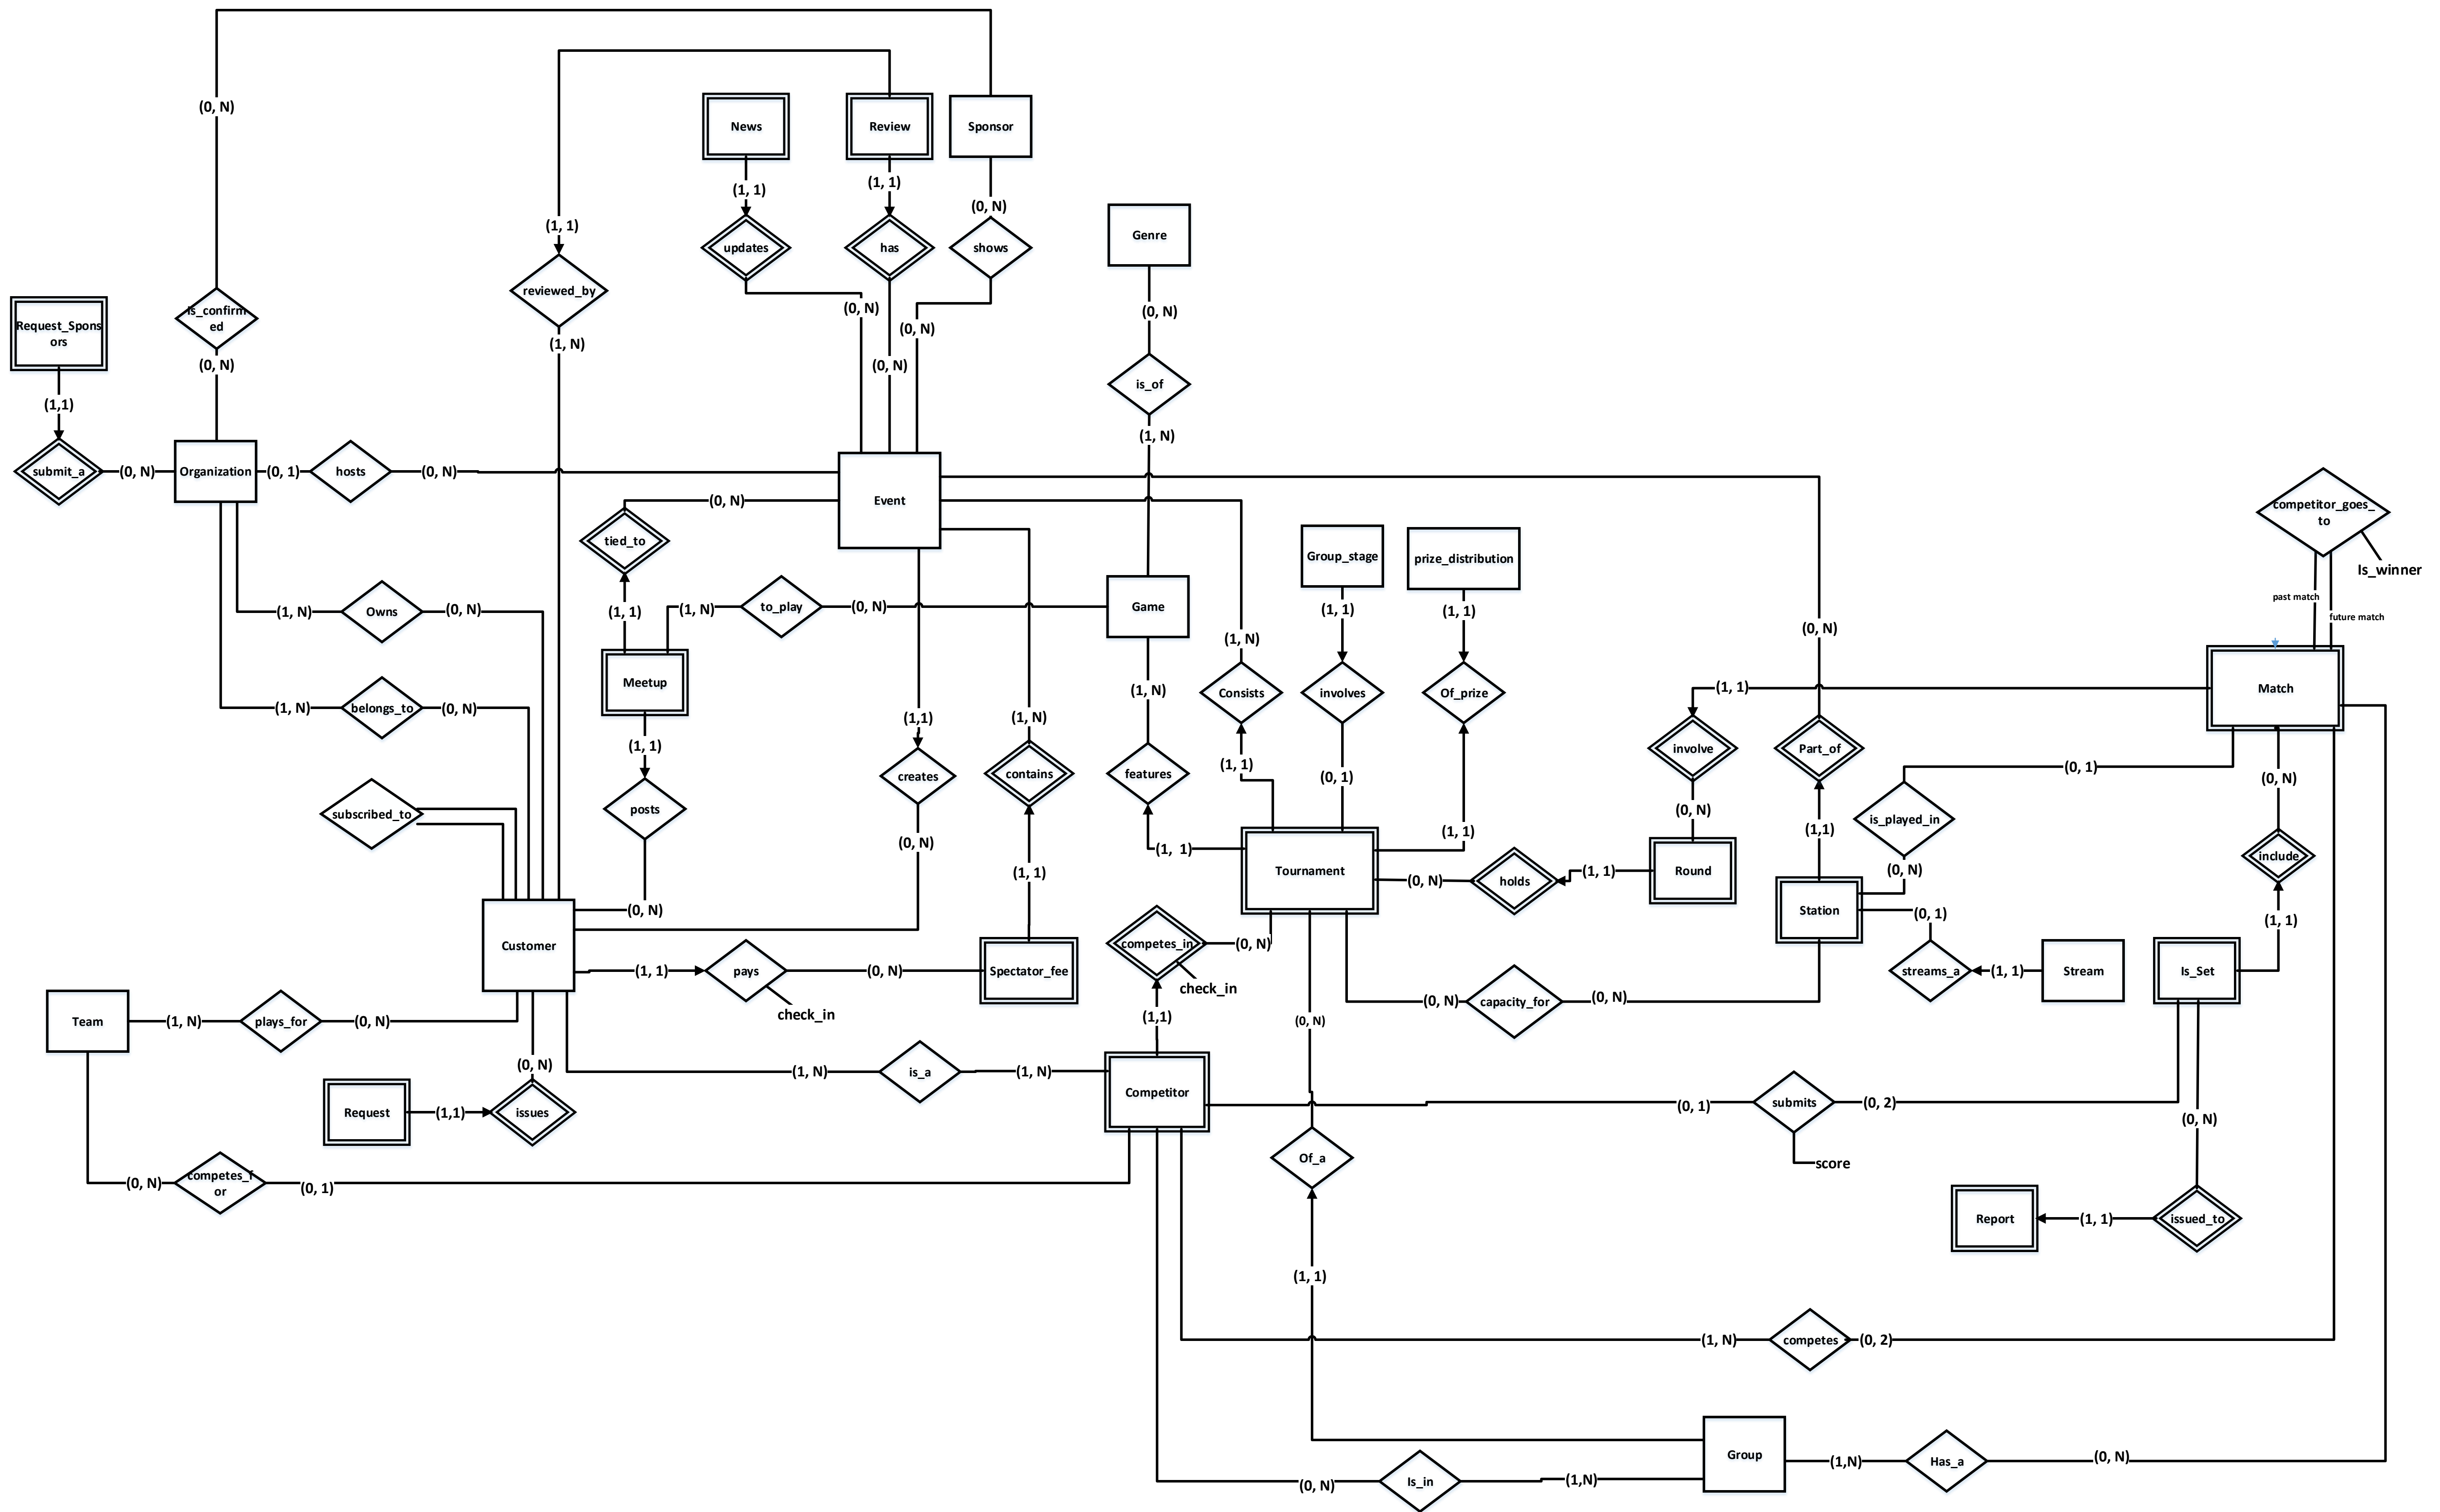 (0, N)
News
Review
Sponsor
(1, 1)
(1, 1)
(0, N)
(1, 1)
Genre
updates
has
shows
reviewed_by
(0, N)
(0, N)
(0, N)
Request_Spons
ors
is_confirm
ed
(1, N)
(0, N)
(0, N)
is_of
(1,1)
(1, N)
submit_a
(0, N)
Organization
(0, 1)
hosts
(0, N)
Event
(0, N)
competitor_goes_
to
tied_to
Group_stage
prize_distribution
Is_winner
past match
future match
(1, N)
Owns
(0, N)
(1, 1)
(1, N)
to_play
(0, N)
Game
(1, N)
(1, 1)
(1, 1)
(0, N)
Meetup
(1, N)
Consists
involves
Of_prize
(1, 1)
Match
(1, N)
belongs_to
(0, N)
(1,1)
(1, N)
(1, 1)
involve
Part_of
creates
contains
features
(1, 1)
(0, 1)
(0, 1)
(0, N)
subscribed_to
posts
(0, N)
(1, 1)
(1, 1)
(0, N)
(1,1)
is_played_in
include
(1, 1)
Tournament
(0, N)
holds
(1, 1)
Round
(0, N)
(0, N)
Station
(0, 1)
(1, 1)
Customer
competes_in
(0, N)
check_in
(1, 1)
pays
(0, N)
Spectator_fee
streams_a
(1, 1)
Stream
Is_Set
check_in
(0, N)
capacity_for
(0, N)
Team
(1, N)
plays_for
(0, N)
(1,1)
(0, N)
(0, N)
(1, N)
is_a
(1, N)
Competitor
Request
(1,1)
issues
(0, 1)
submits
(0, 2)
(0, N)
Of_a
score
(0, N)
competes_f
or
(0, 1)
Report
(1, 1)
issued_to
(1, 1)
(1, N)
competes
(0, 2)
Group
(1,N)
Has_a
(0, N)
(0, N)
Is_in
(1,N)